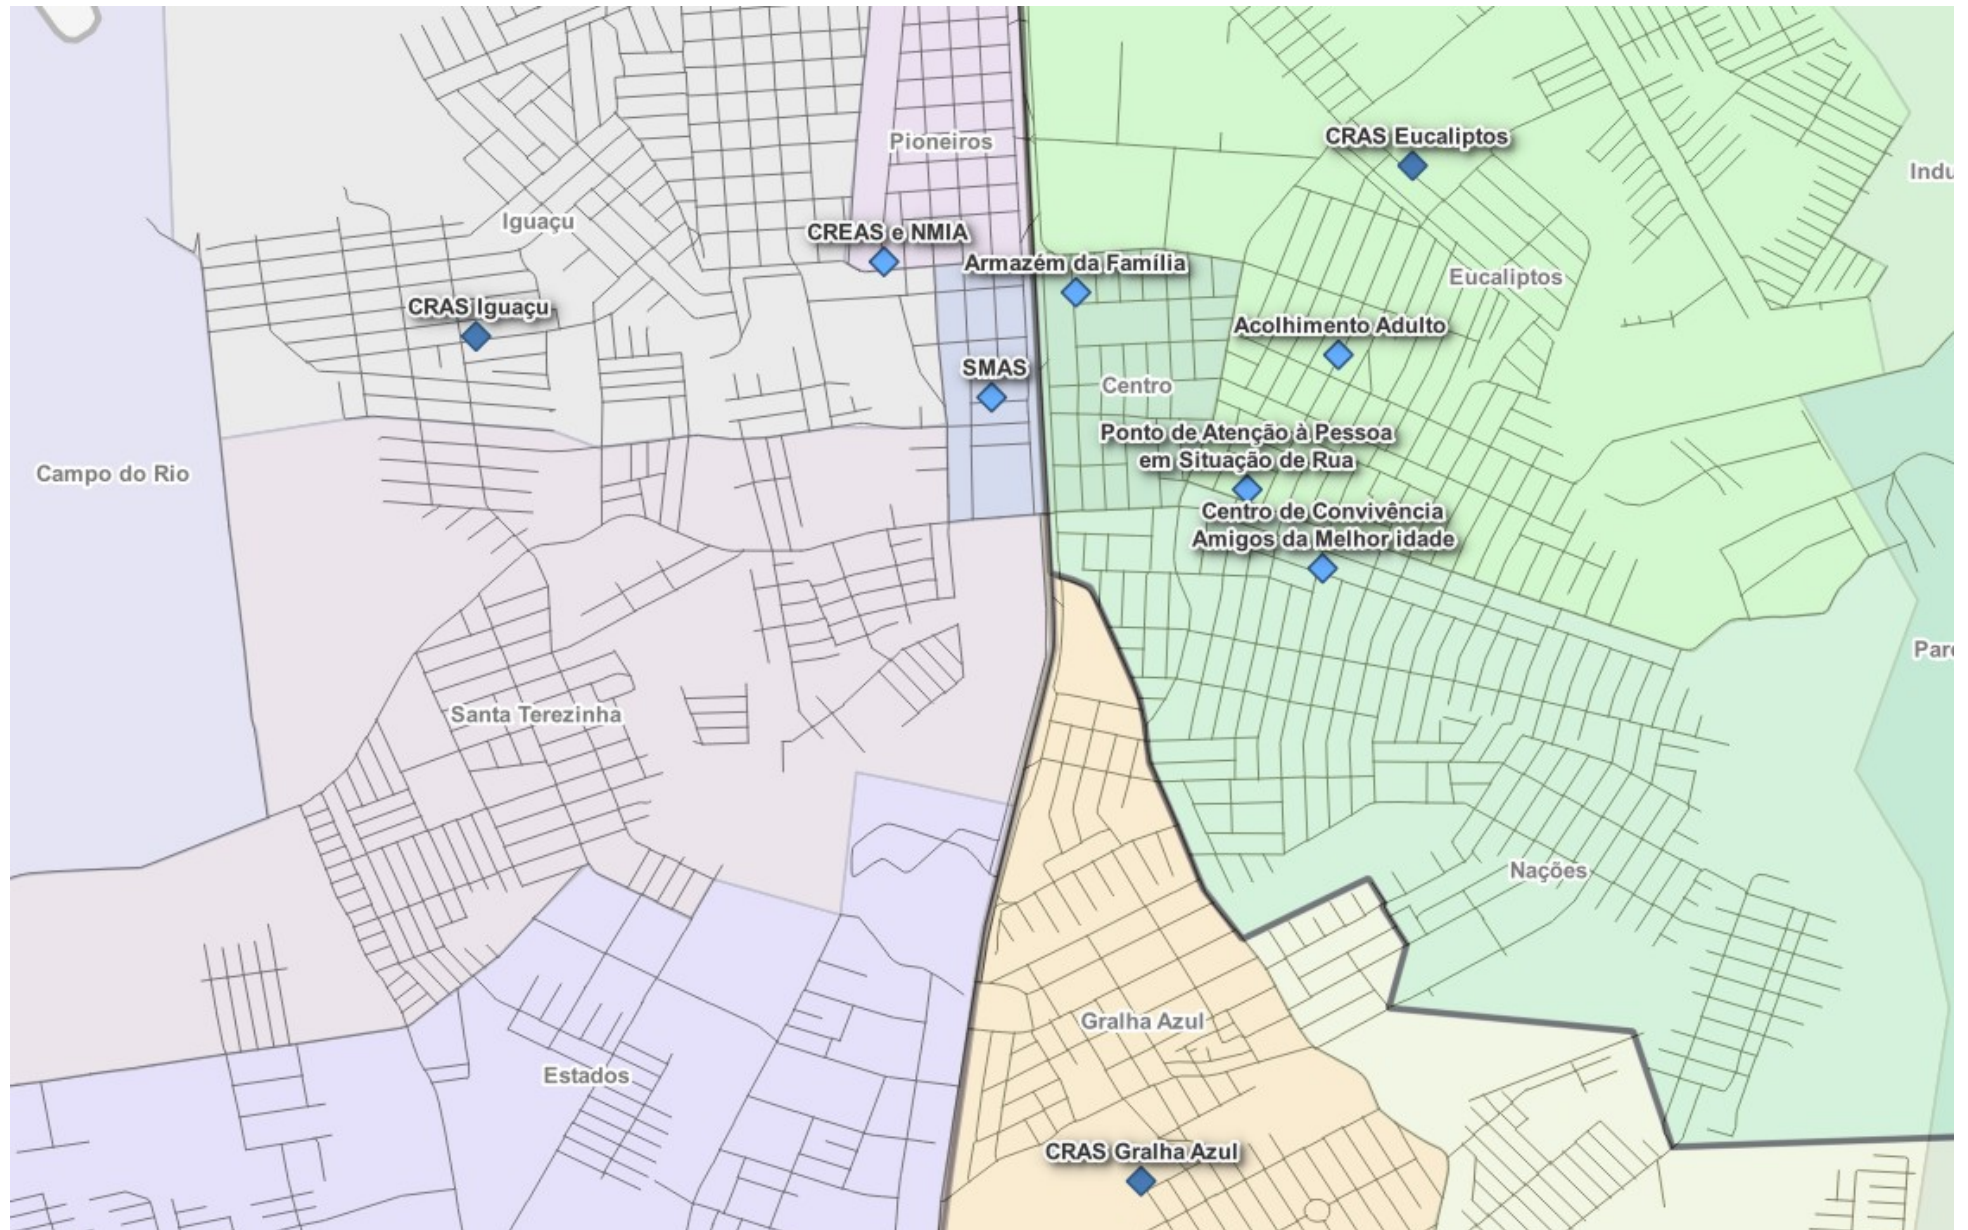 CRAS Eucaliptos
Pioneiros
Indu
Iguaçu
CREAS e NMIA
Armazém da Família
Eucaliptos
CRAS Iguaçu
Acolhimento Adulto
SMAS
Centro
Ponto de Atenção à Pessoa
em Situação de Rua
Campo do Rio
Centro de Convivência
Amigos da Melhor idade
Pare
Santa Terezinha
Nações
Gralha Azul
Estados
CRAS Gralha Azul